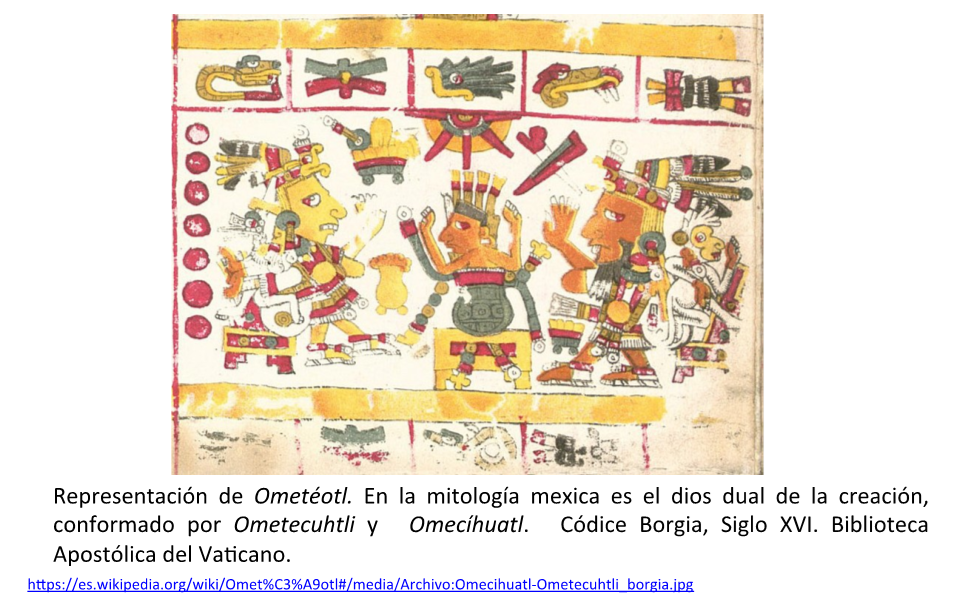 Representación de Ometéotl. En la mitología mexica es el dios dual de la creación,
conformado por Ometecuhtli y Omecíhuatl. Códice Borgia, Siglo XVI. Biblioteca
Apostólica del Vaticano.
https://es.wikipedia.org/wiki/Omet%C3%A9otl#/media/Archivo:Omecihuatl-Ometecuhtli_borgia.jpg